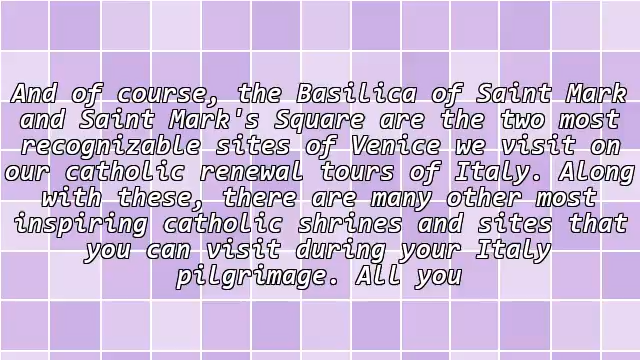 And of course, the Basilica of Saint Mark
and Saint Mark's Square are the two most
recognizable sites of Venice we visit on
our catholic renewal tours of Italy. Along
with these, there are many other most
inspiring catholic shrines and sites that
you can visit during your Italy
pilgrimage. All you